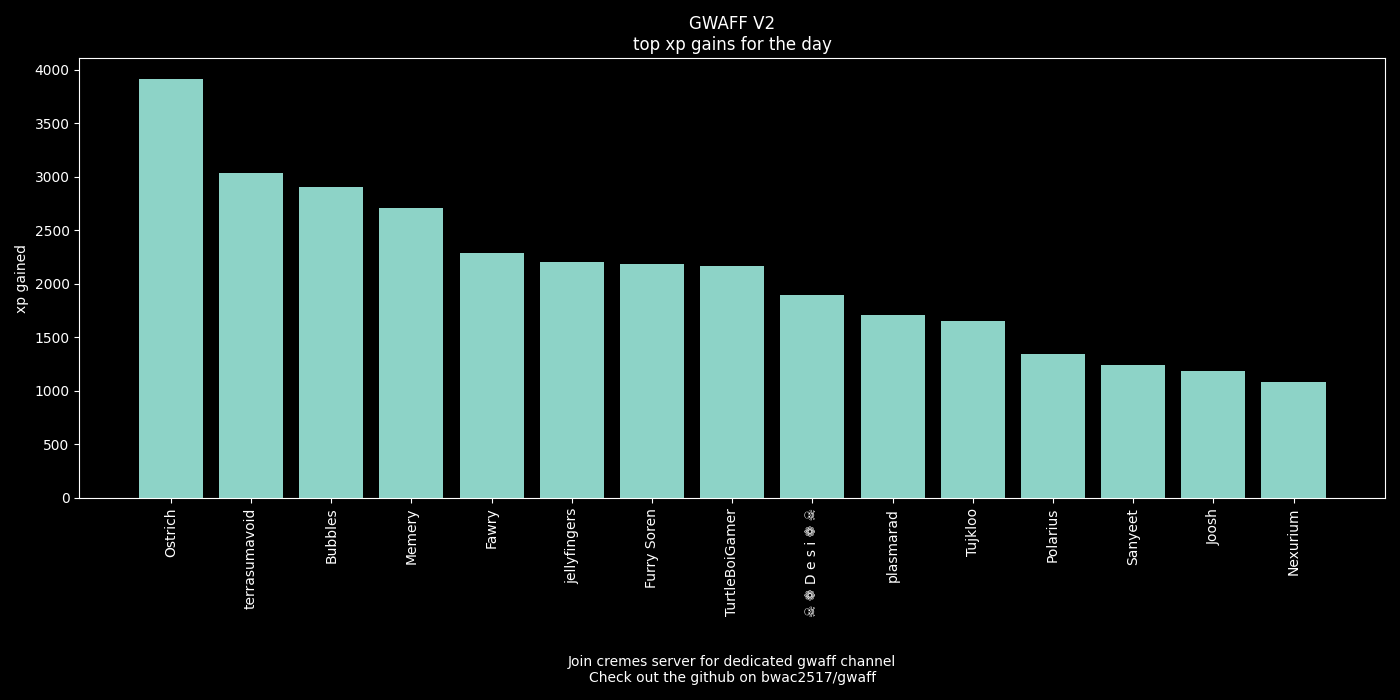 GWAFF V2
top xp gains for the day
xp gained
4000
3500
3000
2500
2000
1500
1000
500
0
Ostrich
terrasumavoid
Bubbles
Memery
Fawry
jellyfingers
Furry Soren
TurtleBoiGamer
D e s i
plasmarad
Tujkloo
Polarius
Sanyeet
Joosh
Nexurium
Join cremes server for dedicated gwaff channel
Check out the github on bwac2517/gwaff